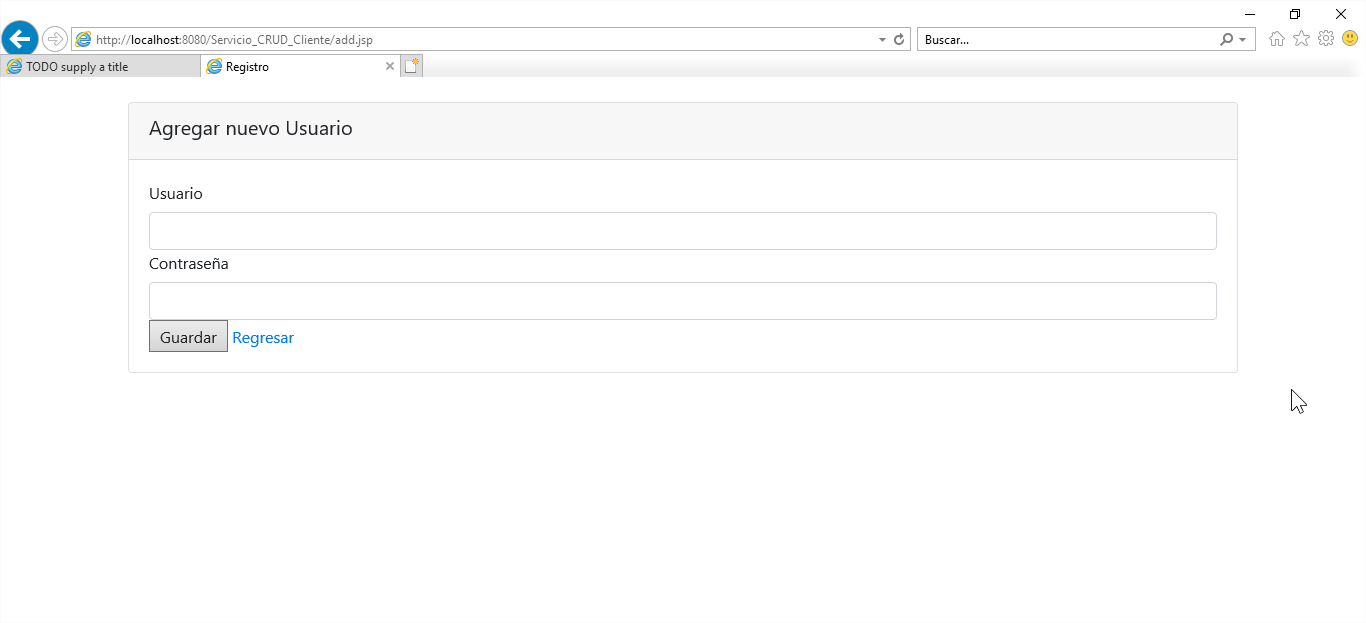 http://localhost:8080/Servicio_CRUD_Cliente/add.jsp
Buscar...
TODO supply a title
Registro
Agregar nuevo Usuario
Usuario
Contraseña
Guardar Regresar